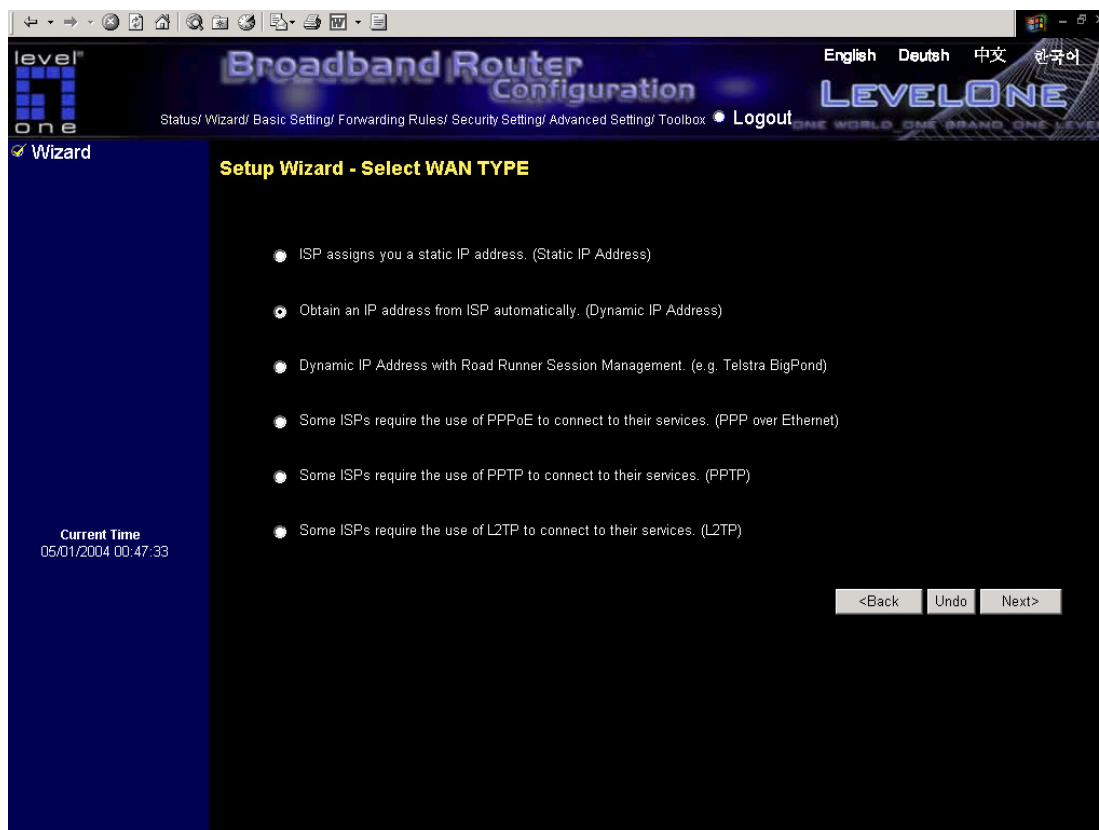 level"
one
Broadband Router
Configuration
English Deutsh 中文 한국어
LEVELONE
ONE WORLD_ONE BRAND_ONE LEVE
Status/ Wizard/ Basic Setting/ Forwarding Rules/ Security Setting/ Advanced Setting/ Toolbox Logout
Wizard
Setup Wizard - Select WAN TYPE
ISP assigns you a static IP address. (Static IP Address)
Obtain an IP address from ISP automatically. (Dynamic IP Address)
Dynamic IP Address with Road Runner Session Management. (e.g. Telstra BigPond)
Some ISPs require the use of PPPoE to connect to their services. (PPP over Ethernet)
Some ISPs require the use of PPTP to connect to their services. (PPTP)
Some ISPs require the use of L2TP to connect to their services. (L2TP)
Current Time
05/01/2004 00:47:33
<Back Undo Next>